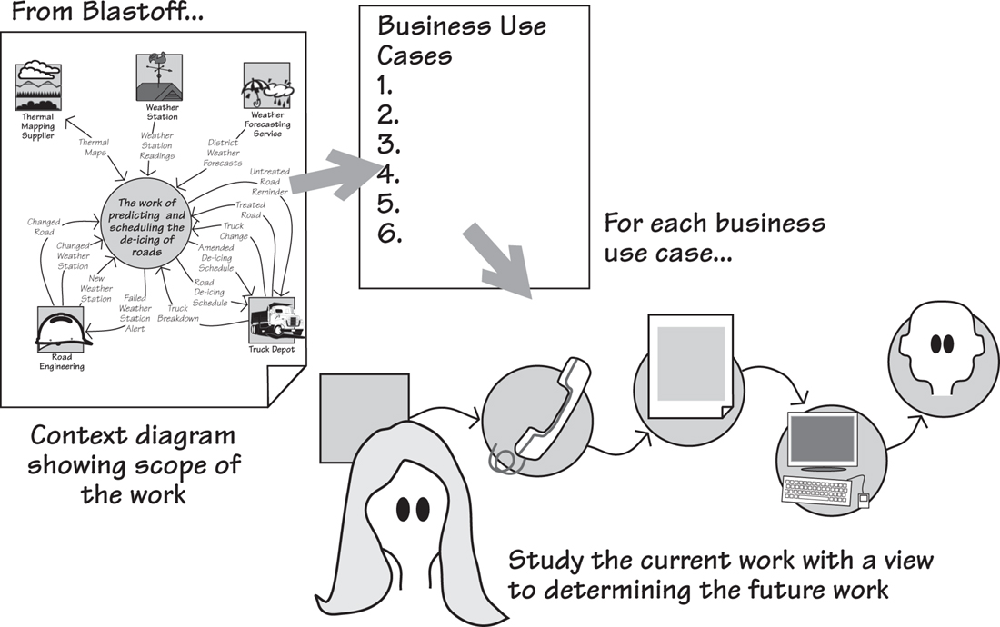 From Blastoff...
Thermal
Mapping
Supplier
Weather
Station
Weather
Forecasting
Service
Thermal
Maps
Weather
Station
Readings
District
Weather
Forecasts
Untreated
Road
Reminder
The work of
predicting and
scheduling the
de-icing of
roads
Treated
Road
Truck
Change
Amended
De-icing
Schedule
Road
De-icing
Schedule
Truck
Breakdown
Changed
Road
Changed
Weather
Station
New
Weather
Station
Failed
Weather
Station
Alert
Road
Engineering
Truck Depot
Context diagram
showing scope of
the work
Business Use
Cases
1.
2.
3.
4.
5.
6.
For each business
use case...
Study the current work with a view
to determining the future work